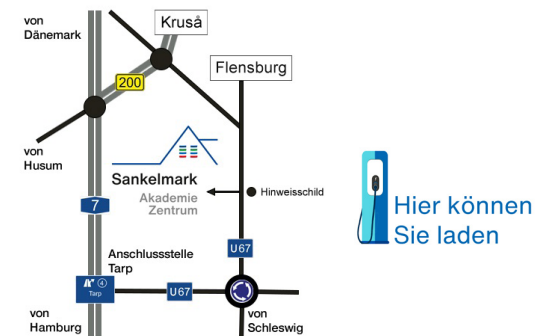 von
Dänemark
Kruså
Flensburg
200
von
Husum
Sankelmark
Akademie
Zentrum
Hinweisschild
7
Hier können
Sie laden
U67
Anschlussstelle
Tarp
4
Tarp
U67
von
Hamburg
von
Schleswig